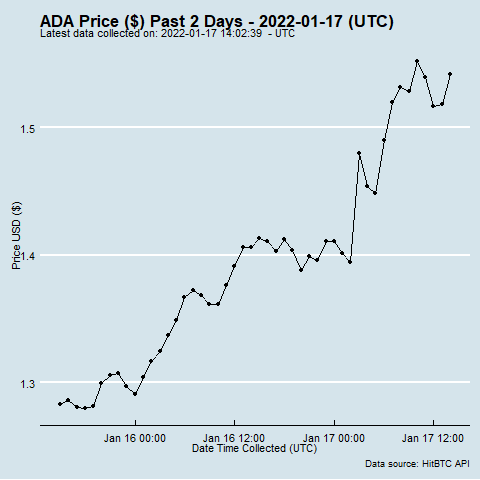 ADA Price ($) Past 2 Days - 2022-01-17 (UTC)
Latest data collected on: 2022-01-17 14:02:39  - UTC
1.5
1.4
1.3
Price USD ($)
Jan 16 00:00
Jan 16 12:00
Jan 17 00:00
Jan 17 12:00
Date Time Collected (UTC)
Data source: HitBTC API